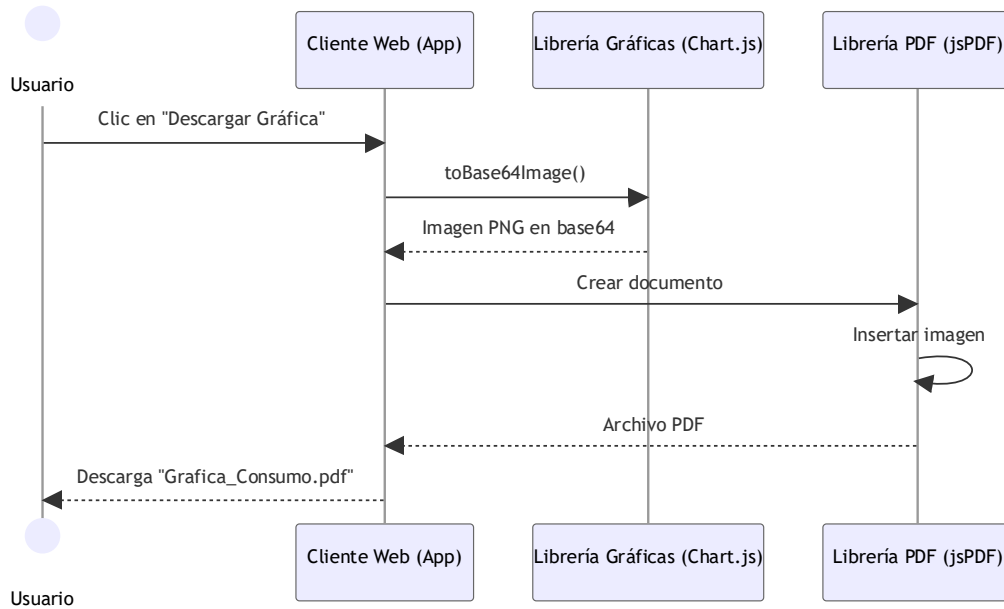 Cliente Web (App)
Librería Gráficas (Chart.js)
Librería PDF (jsPDF)
Usuario
Clic en "Descargar Gráfica"
toBase64Image()
Imagen PNG en base64
Crear documento
Insertar imagen
Archivo PDF
Descarga "Grafica_Consumo.pdf"
Cliente Web (App)
Librería Gráficas (Chart.js)
Librería PDF (jsPDF)
Usuario